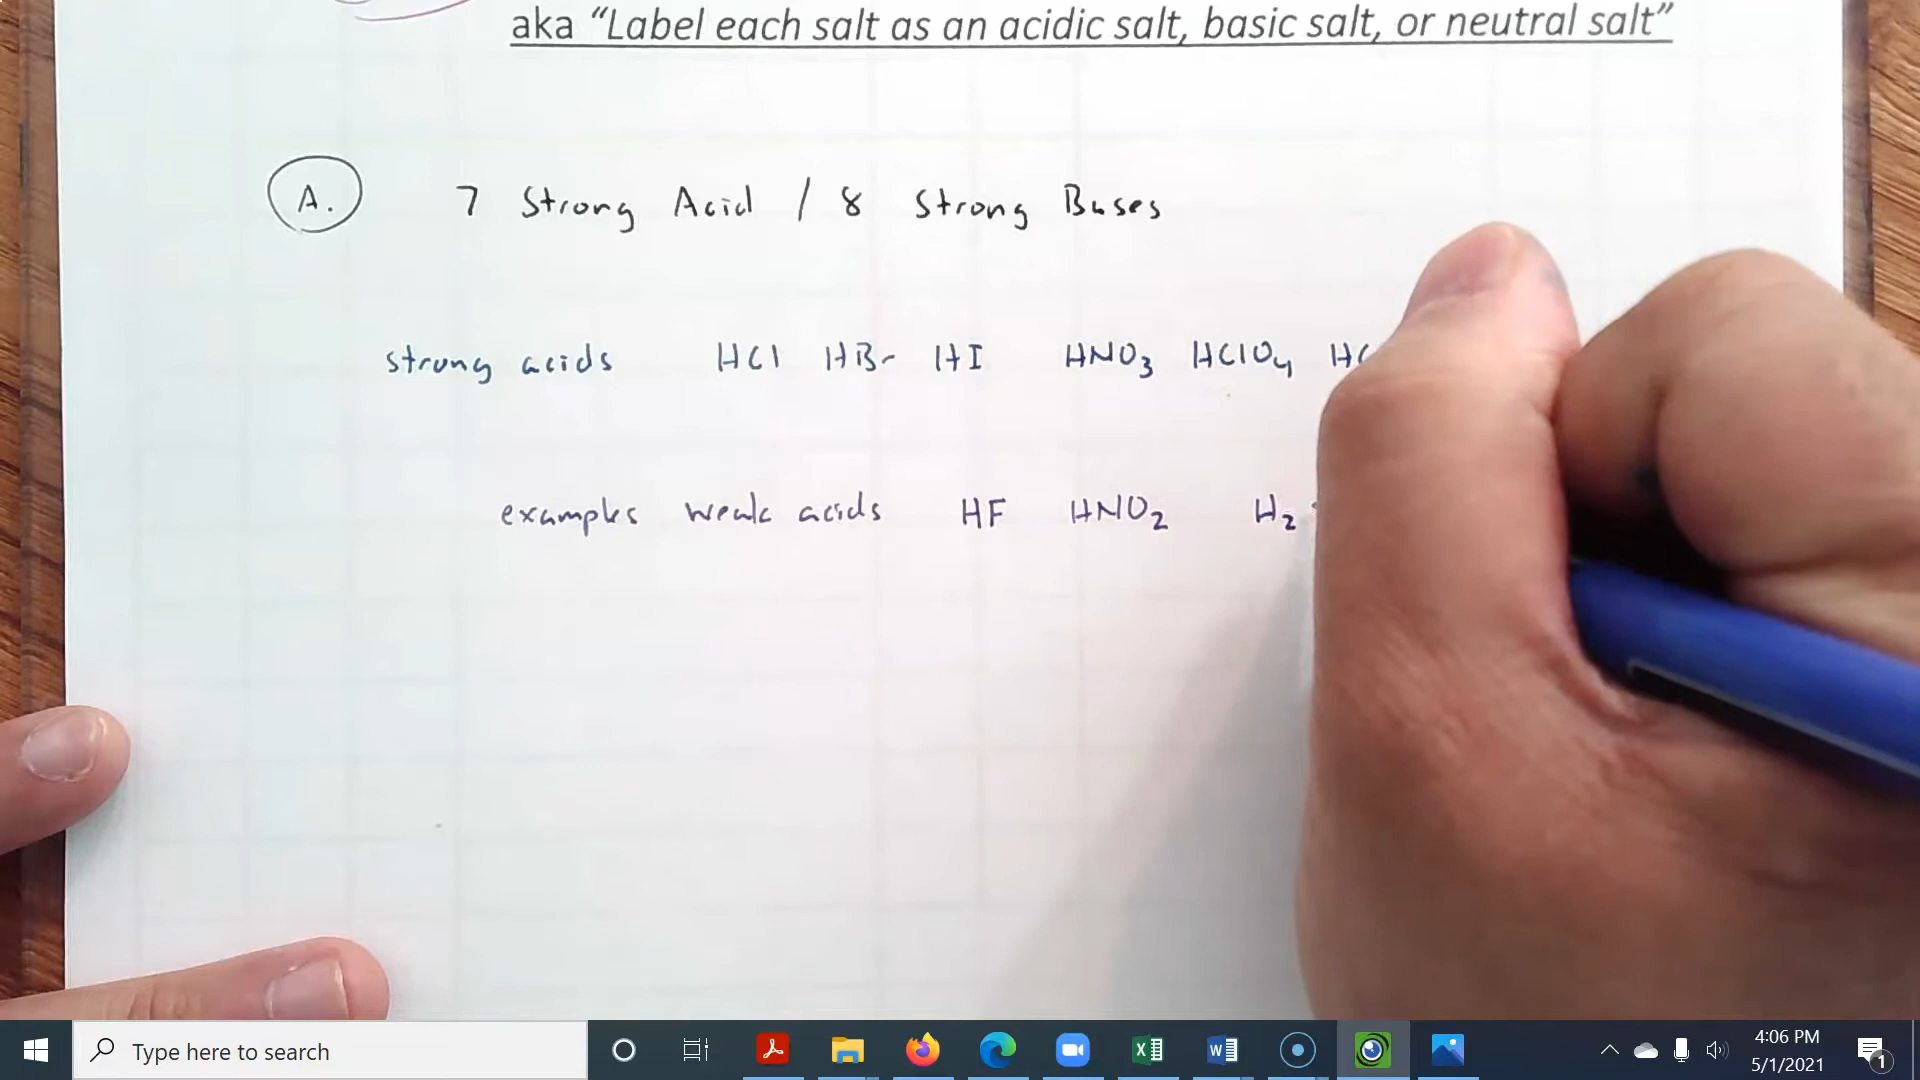 aka “Label each salt as an acidic salt, basic salt, or neutral salt”
A. 7 Strong Acid / 8 Strong Bases
strong acids HCl HBr HI HNO₃ HClO₄
examples weak acids HF HNO₂ H₂
Type here to search
4:06 PM
5/1/2021
1